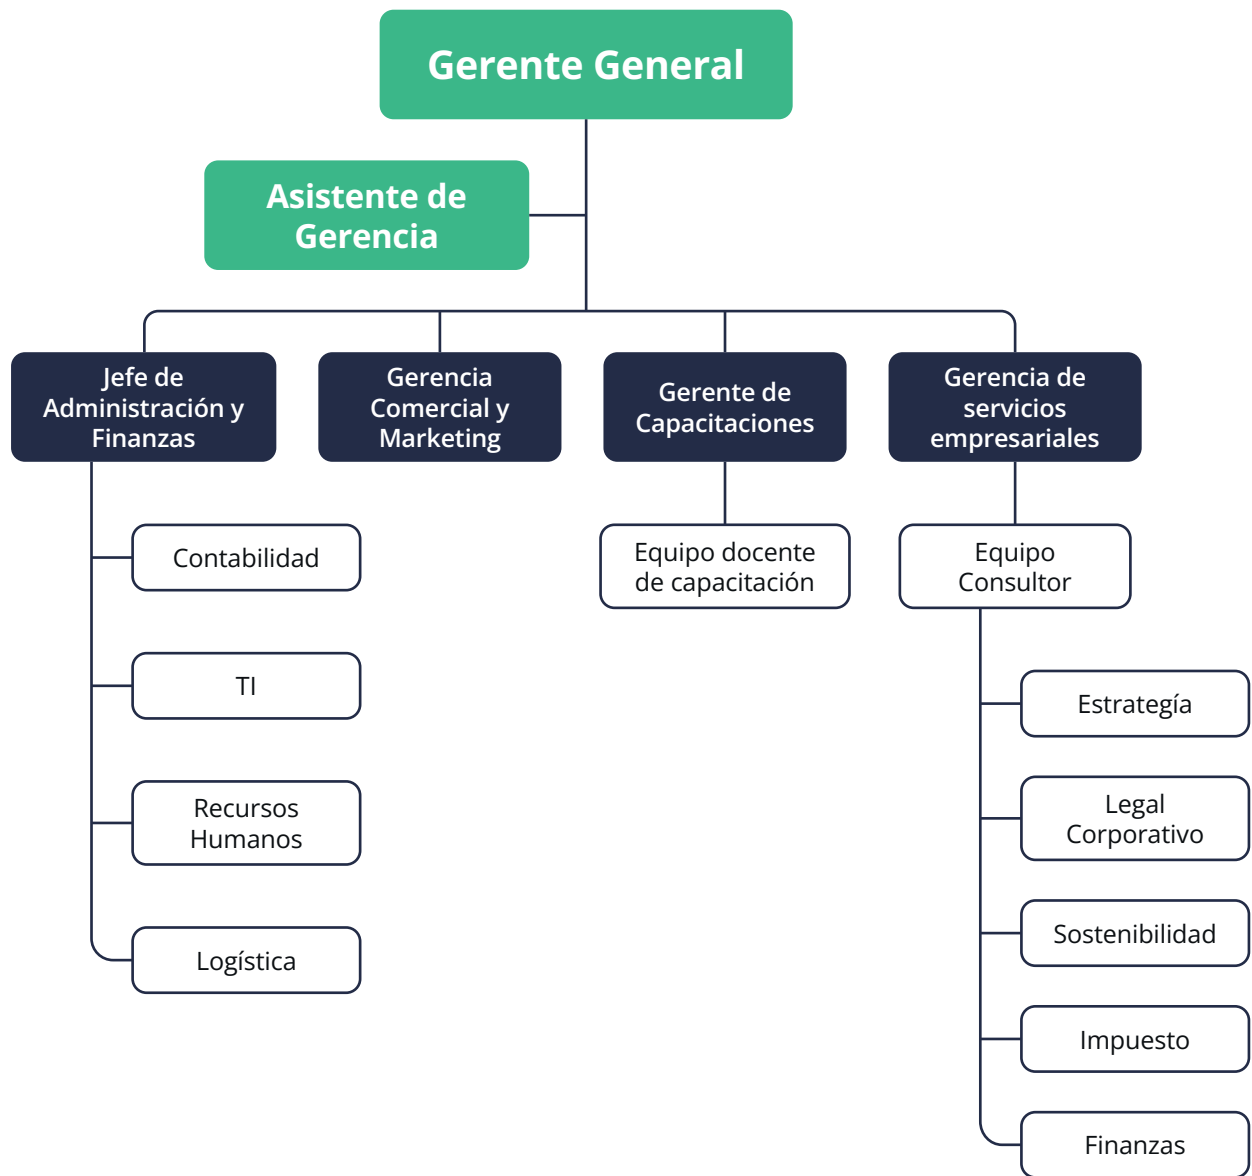 Gerente General
Asistente de
Gerencia
Jefe de
Administración y
Finanzas
Gerencia
Comercial y
Marketing
Gerente de
Capacitaciones
Gerencia de
servicios
empresariales
Contabilidad
TI
Recursos
Humanos
Logística
Equipo docente
de capacitación
Equipo
Consultor
Estrategía
Legal
Corporativo
Sostenibilidad
Impuesto
Finanzas